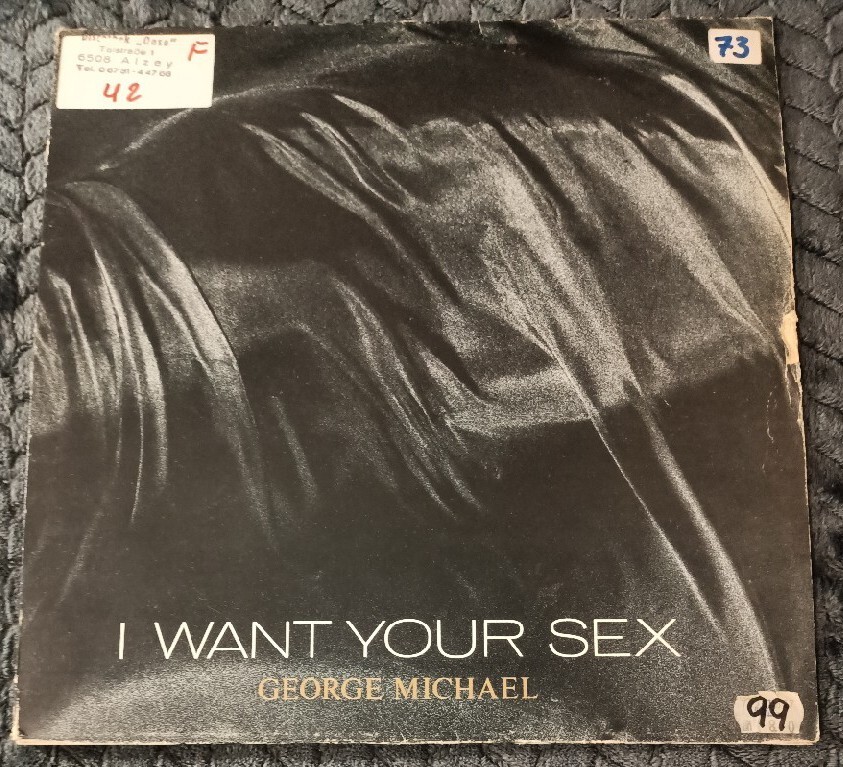 F
6508 Alzey
42
73
I WANT YOUR SEX
GEORGE MICHAEL
99